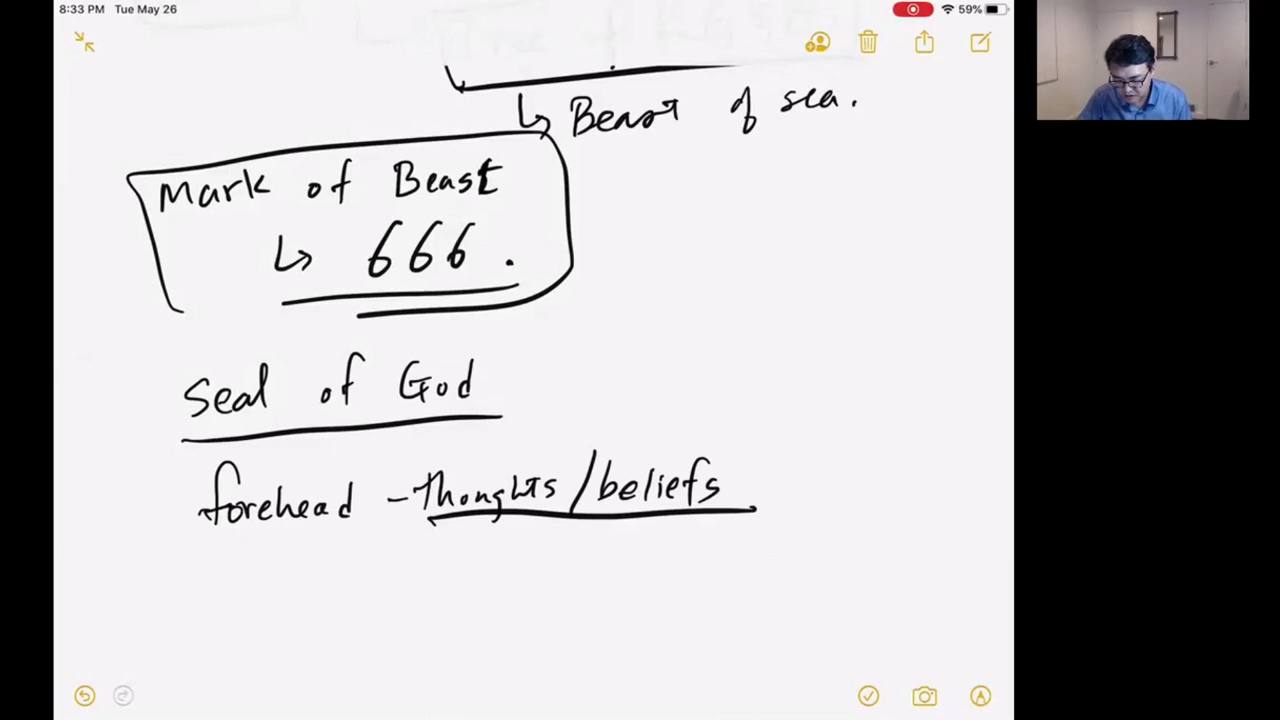 8:33 PM Tue May 26 59%
↳ Beast of sea.
Mark of Beast
↳ 666.
Seal of God
forehead - thoughts / beliefs